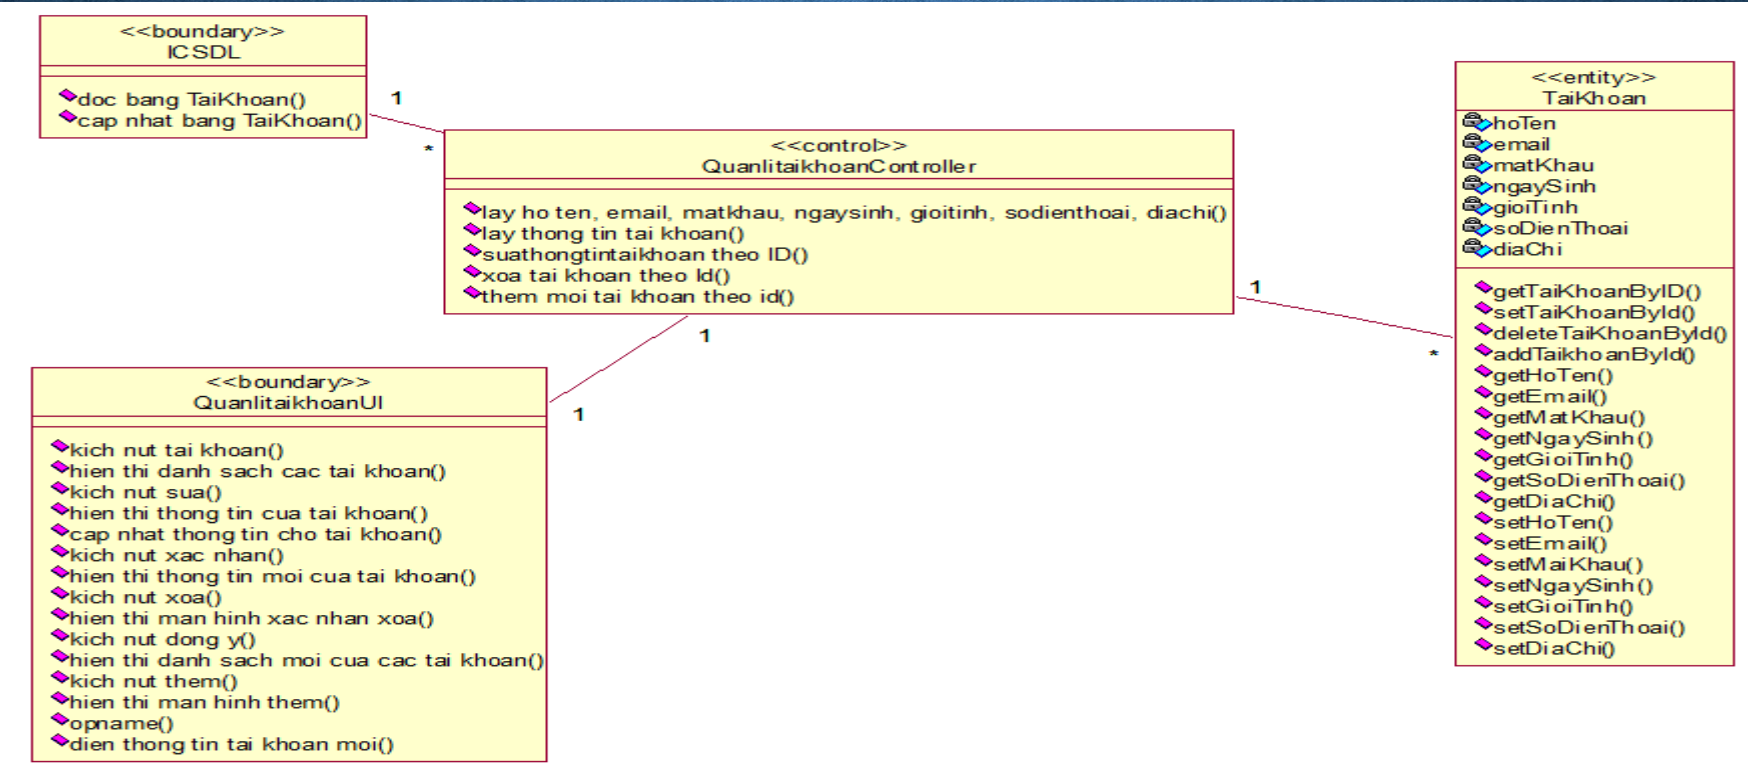 <<boundary>>
ICSDL
doc bang TaiKhoan()
cap nhat bang TaiKhoan()
1
*
<<control>>
QuanlitaikhoanController
lay ho ten, email, matkhau, ngaysinh, gioitinh, sodienthoai, diachi()
lay thong tin tai khoan()
suathongtintaikhoan theo ID()
xoa tai khoan theo Id()
them moi tai khoan theo id()
1
*
1
1
<<boundary>>
QuanlitaikhoanUI
kich nut tai khoan()
hien thi danh sach cac tai khoan()
kich nut sua()
hien thi thong tin cua tai khoan()
cap nhat thong tin cho tai khoan()
kich nut xac nhan()
hien thi thong tin moi cua tai khoan()
kich nut xoa()
hien thi man hinh xac nhan xoa()
kich nut dong y()
hien thi danh sach moi cua cac tai khoan()
kich nut them()
hien thi man hinh them()
opname()
dien thong tin tai khoan moi()
<<entity>>
TaiKhoan
hoTen
email
matKhau
ngaySinh
gioiTinh
soDienThoai
diaChi
getTaiKhoanByID()
setTaiKhoanById()
deleteTaiKhoanById()
addTaikhoanById()
getHoTen()
getEmail()
getMatKhau()
getNgaySinh()
getGioiTinh()
getSoDienThoai()
getDiaChi()
setHoTen()
setEmail()
setMaiKhau()
setNgaySinh()
setGioiTinh()
setSoDienThoai()
setDiaChi()